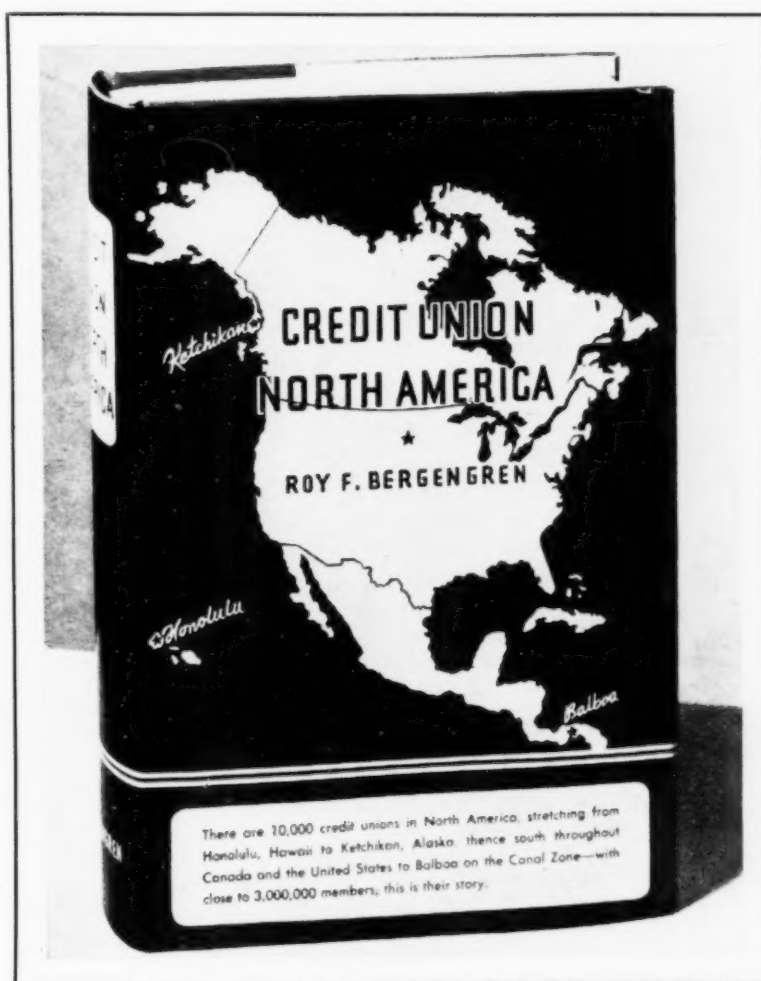 CREDIT UNION
NORTH AMERICA
ROY F. BERGENGREN
Ketchikan
Honolulu
Balboa
There are 10,000 credit unions in North America, stretching from
Honolulu, Hawaii to Ketchikan, Alaska, thence south throughout
Canada and the United States to Balboa on the Canal Zone—with
close to 3,000,000 members, this is their story.